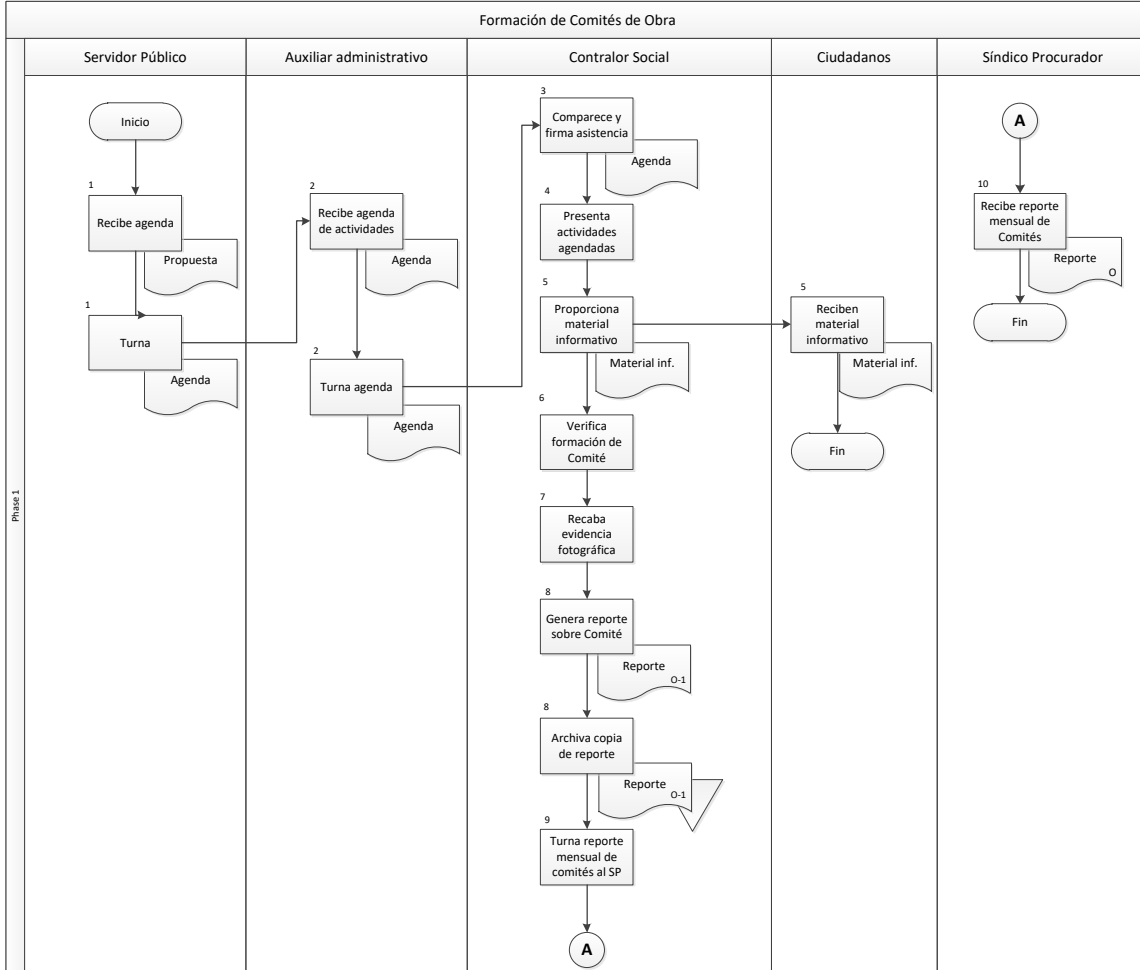 Formación de Comités de Obra
Phase 1
Servidor Público
Auxiliar administrativo
Contralor Social
Ciudadanos
Síndico Procurador
Inicio
1
Recibe agenda
Propuesta
1
Turna
Agenda
2
Recibe agenda
de actividades
Agenda
2
Turna agenda
Agenda
3
Comparece y
firma asistencia
Agenda
4
Presenta
actividades
agendadas
5
Proporciona
material
informativo
Material inf.
6
Verifica
formación de
Comité
7
Recaba
evidencia
fotográfica
8
Genera reporte
sobre Comité
Reporte
O-1
8
Archiva copia
de reporte
Reporte
O-1
9
Turna reporte
mensual de
comités al SP
A
5
Reciben
material
informativo
Material inf.
Fin
A
10
Recibe reporte
mensual de
Comités
Reporte
O
Fin